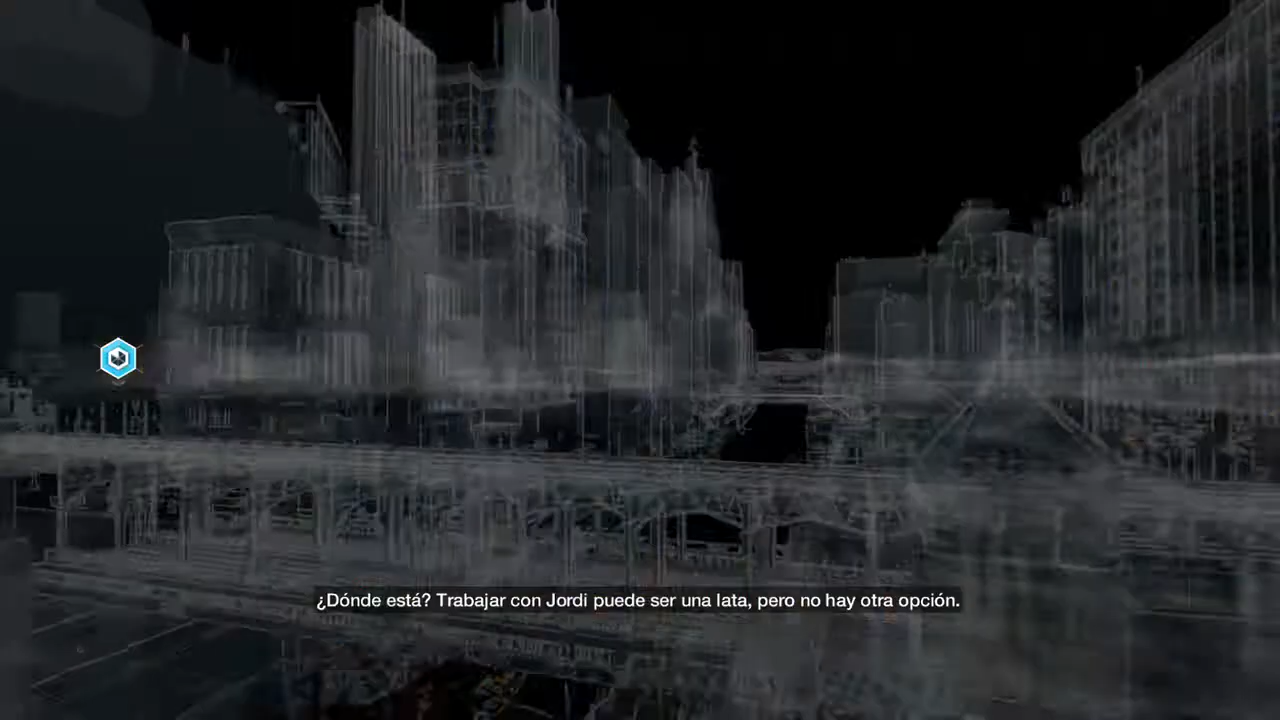 ¿Dónde está? Trabajar con Jordi puede ser una lata, pero no hay otra opción.